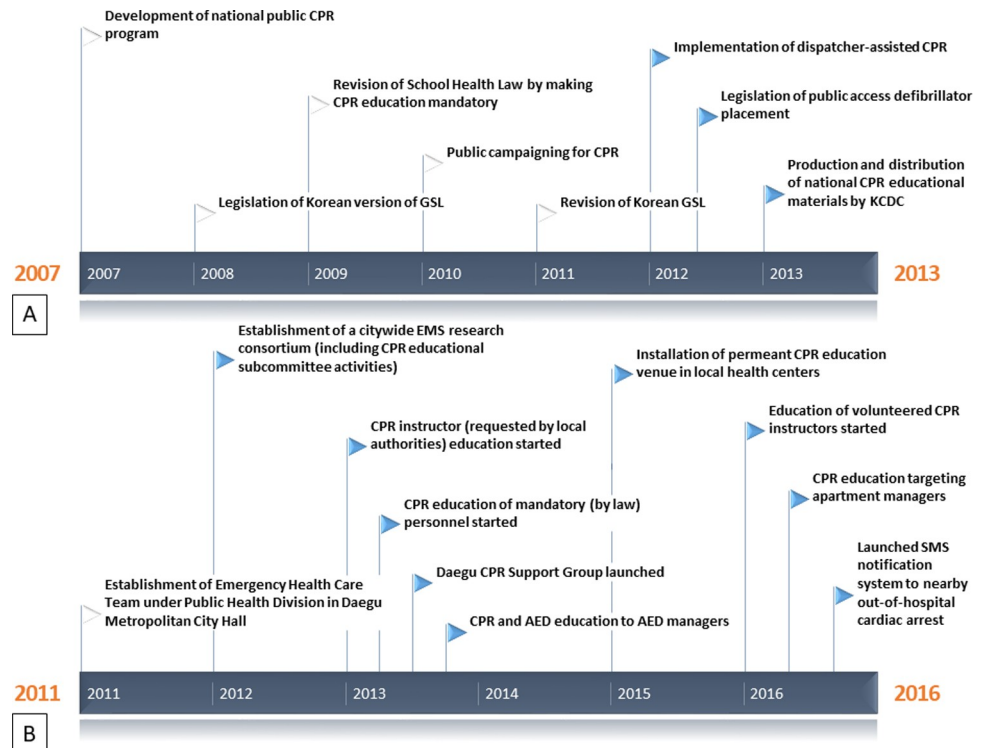 Development of national public CPR
program
Implementation of dispatcher-assisted CPR
Revision of School Health Law by making
CPR education mandatory
Legislation of public access defibrillator
placement
Public campaigning for CPR
Production and distribution
of national CPR educational
materials by KCDC
Legislation of Korean version of GSL
Revision of Korean GSL
2007
2007
2008
2009
2010
2011
2012
2013
2013
A
Establishment of a citywide EMS research
consortium (including CPR educational
subcommittee activities)
Installation of permeant CPR education
venue in local health centers
CPR instructor (requested by local
authorities) education started
Education of volunteered CPR
instructors started
CPR education of mandatory (by law)
personnel started
CPR education targeting
apartment managers
Daegu CPR Support Group launched
Launched SMS
notification
system to nearby
out-of-hospital
cardiac arrest
Establishment of Emergency Health Care
Team under Public Health Division in Daegu
Metropolitan City Hall
CPR and AED education to AED managers
2011
2011
2012
2013
2014
2015
2016
2016
B